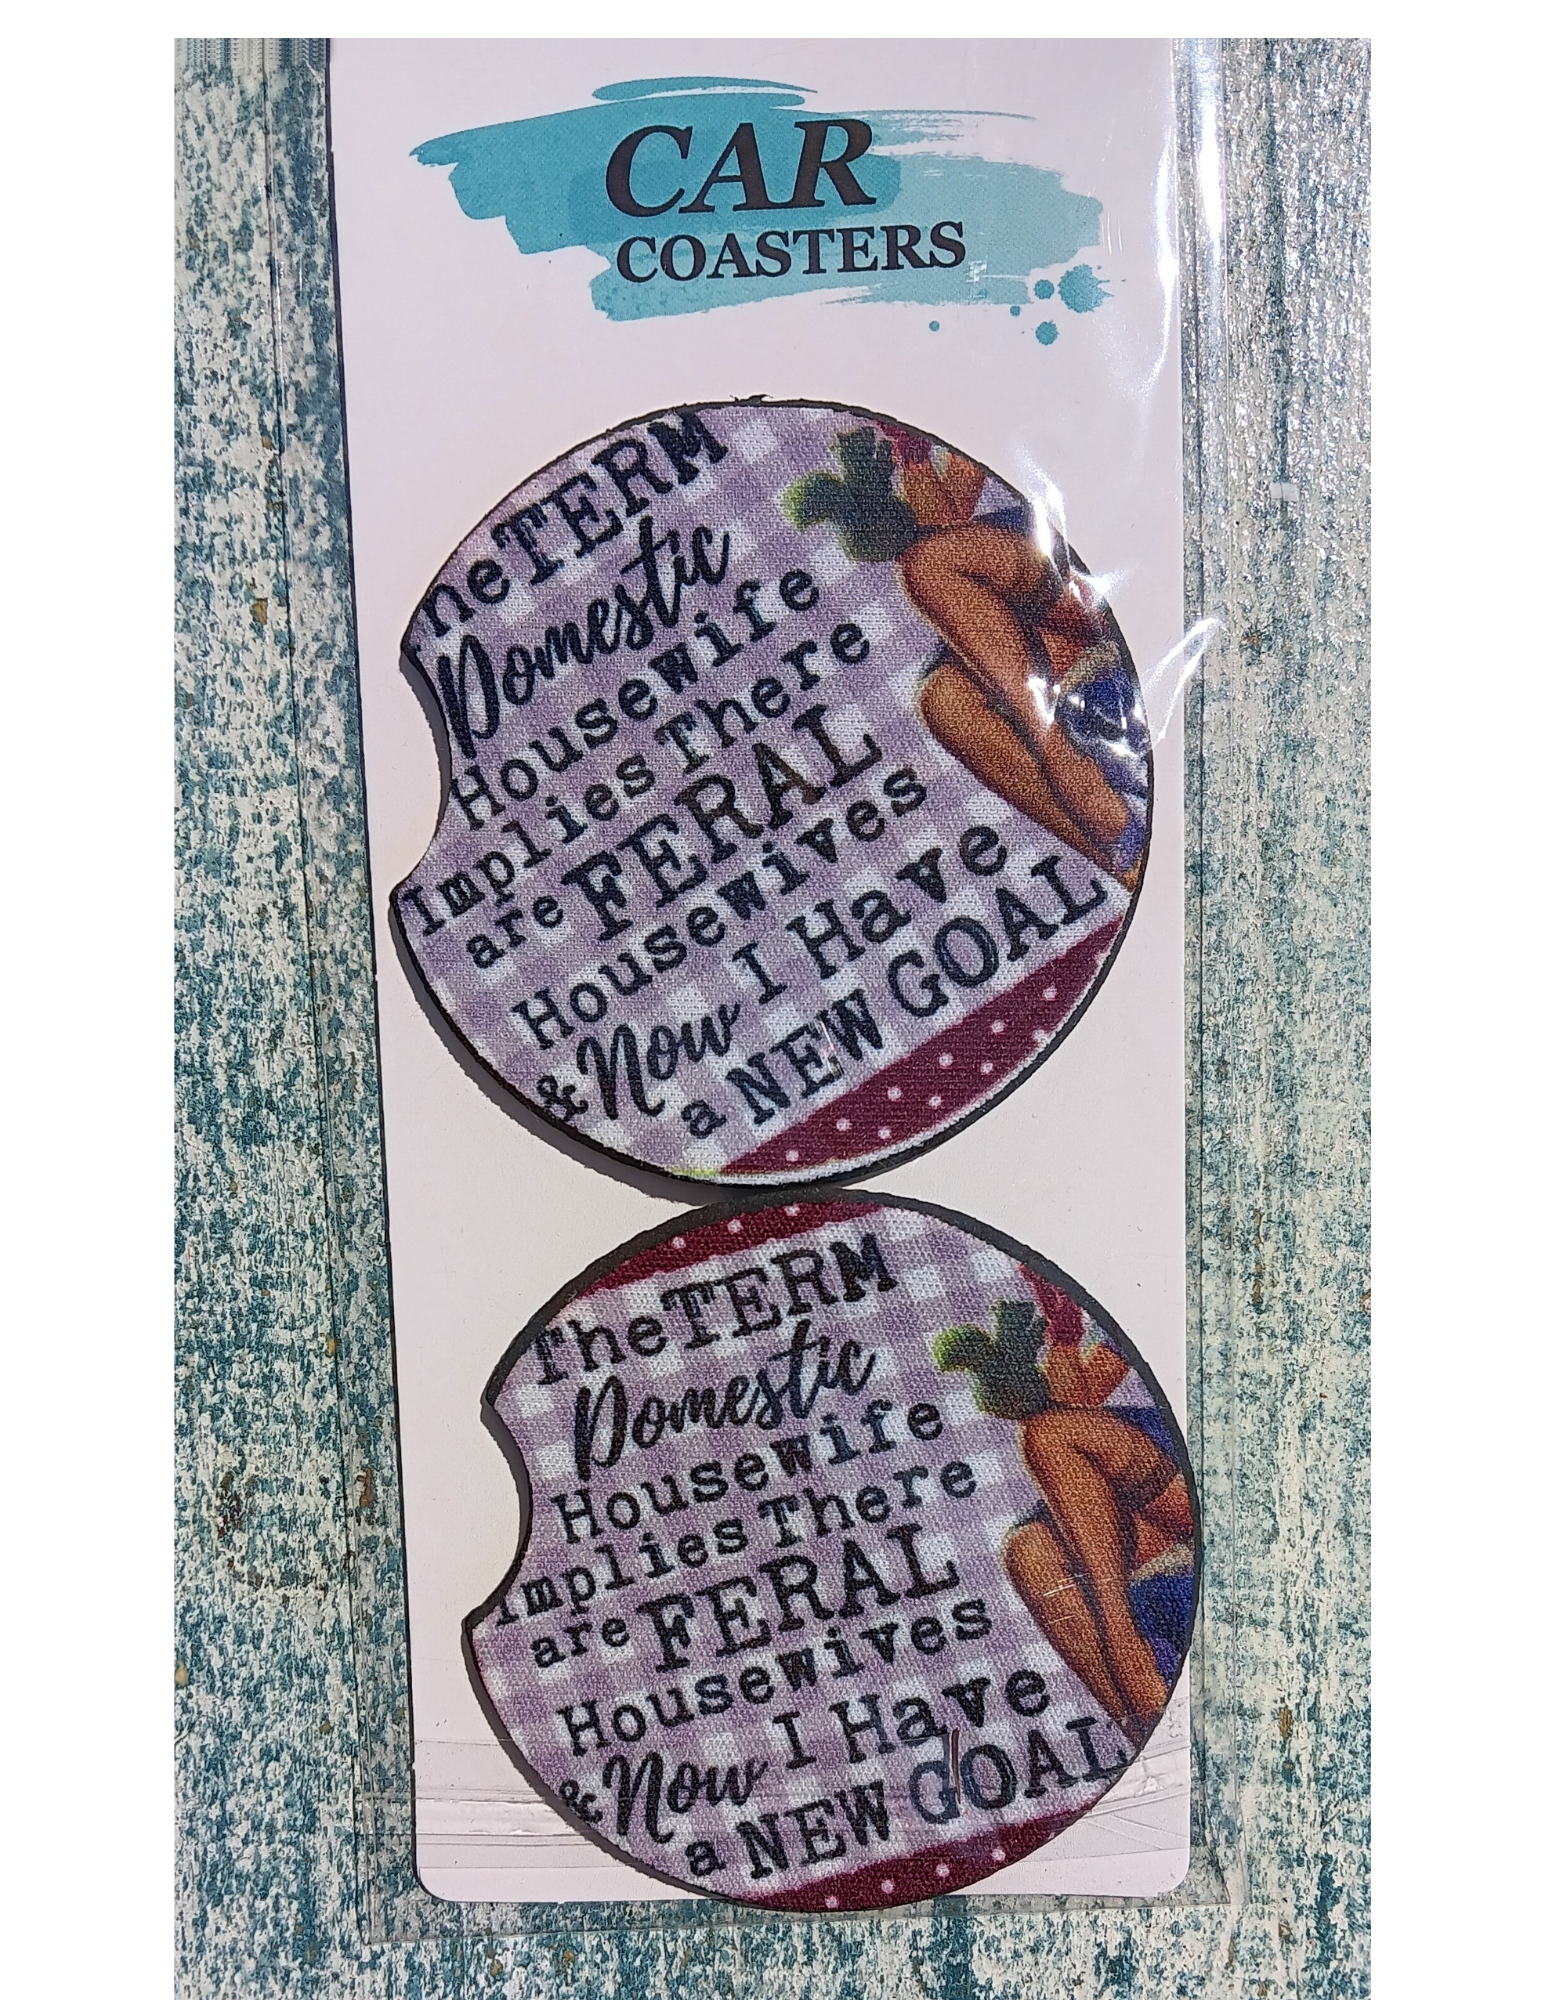 CAR
COASTERS
he TERM
Domestic
Housewife
Implies There
are FERAL
Housewives
& Now I Have
a NEW GOAL
The TERM
Domestic
Housewife
Implies There
are FERAL
Housewives
& Now I Have
a NEW GOAL